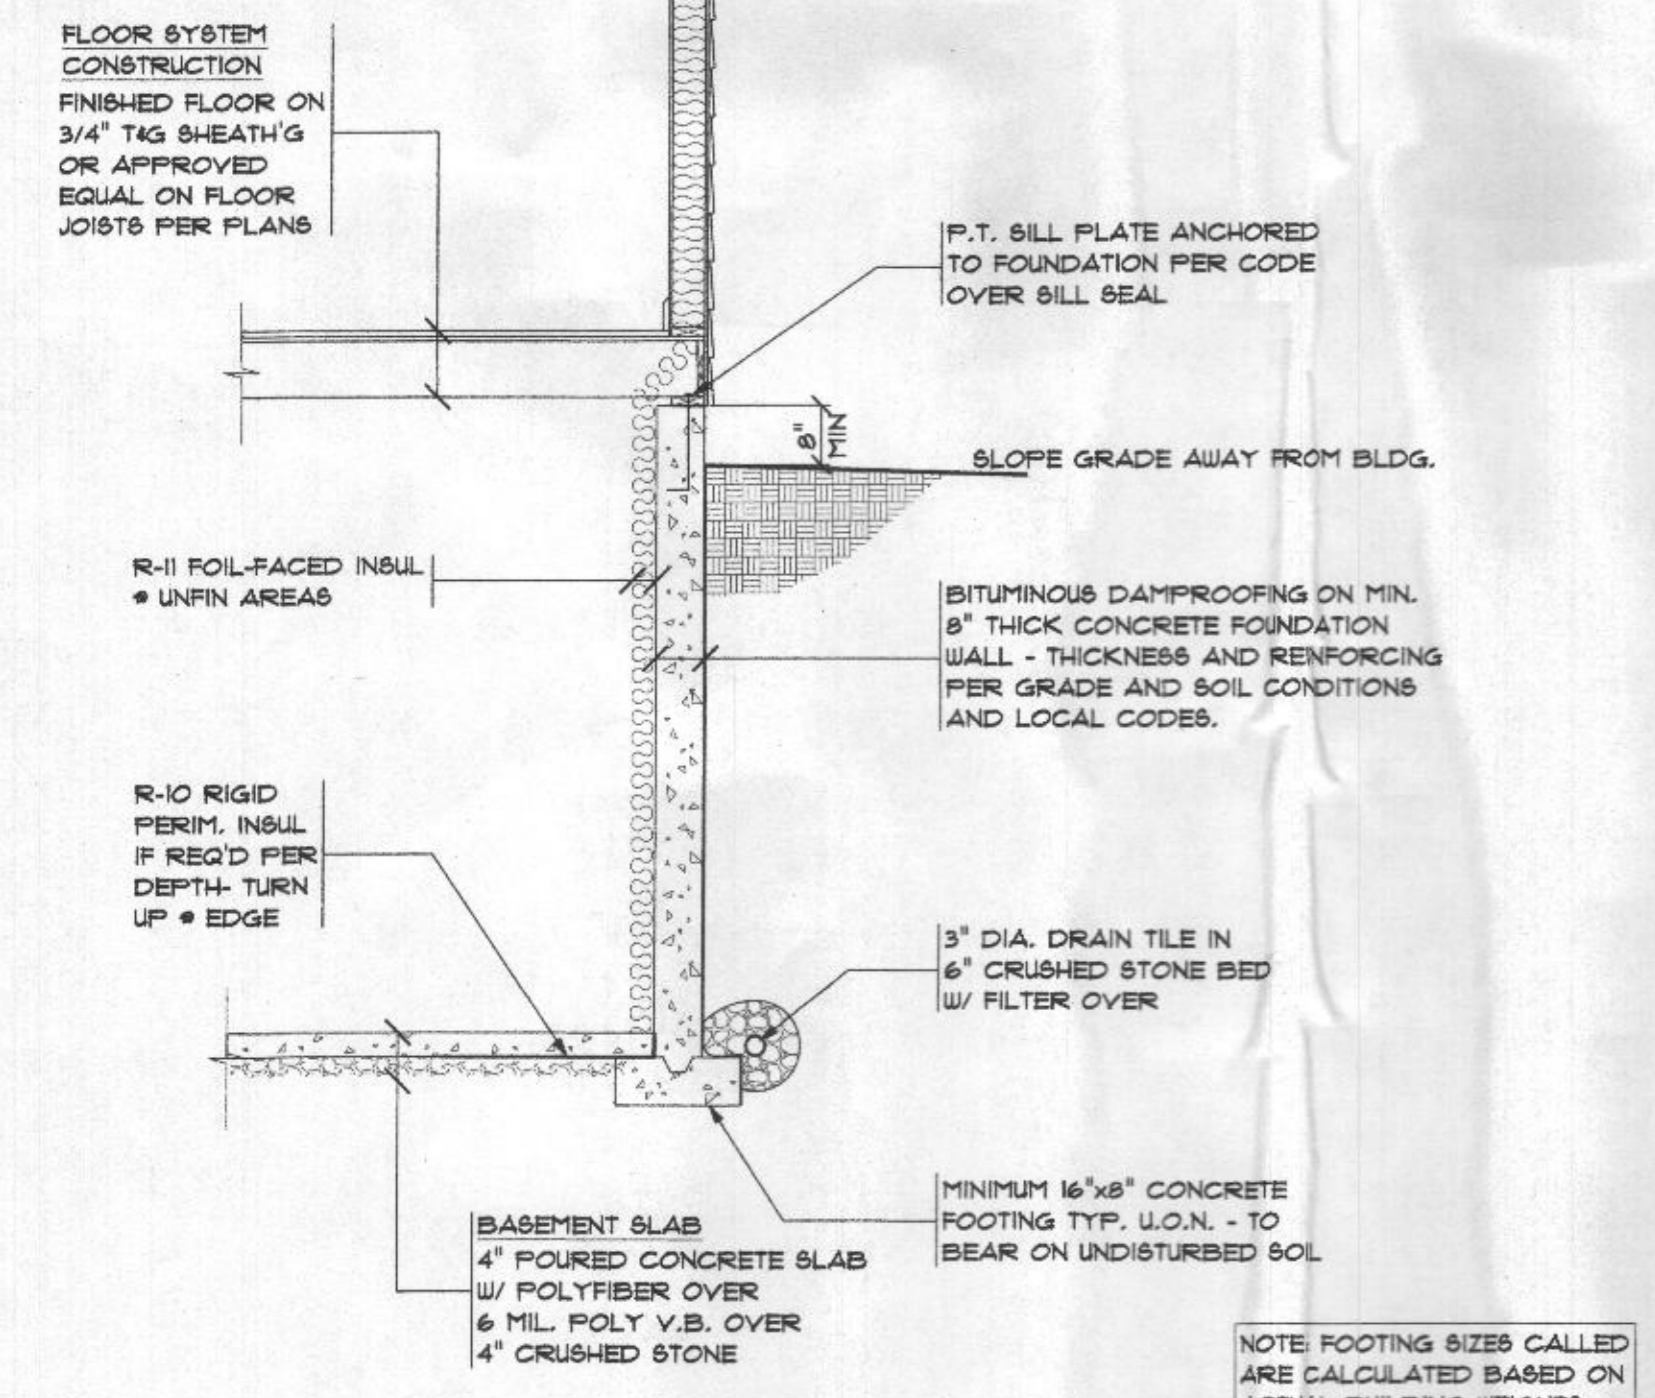 FLOOR SYSTEM
CONSTRUCTION
FINISHED FLOOR ON
3/4" T&G SHEATH'G
OR APPROVED
EQUAL ON FLOOR
JOISTS PER PLANS
P.T. SILL PLATE ANCHORED
TO FOUNDATION PER CODE
OVER SILL SEAL
8"
MIN
SLOPE GRADE AWAY FROM BLDG.
R-11 FOIL-FACED INSUL
@ UNFIN AREAS
BITUMINOUS DAMPROOFING ON MIN.
8" THICK CONCRETE FOUNDATION
WALL - THICKNESS AND REINFORCING
PER GRADE AND SOIL CONDITIONS
AND LOCAL CODES.
R-10 RIGID
PERIM. INSUL
IF REQ'D PER
DEPTH- TURN
UP @ EDGE
3" DIA. DRAIN TILE IN
6" CRUSHED STONE BED
W/ FILTER OVER
MINIMUM 16"x8" CONCRETE
FOOTING TYP. U.O.N. - TO
BEAR ON UNDISTURBED SOIL
BASEMENT SLAB
4" POURED CONCRETE SLAB
W/ POLYFIBER OVER
6 MIL. POLY V.B. OVER
4" CRUSHED STONE
NOTE: FOOTING SIZES CALLED
ARE CALCULATED BASED ON